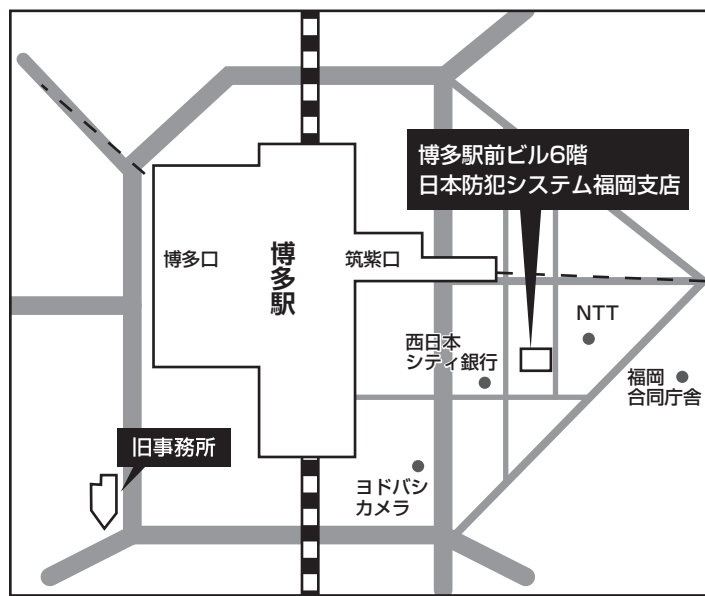 博多駅前ビル6階
日本防犯システム福岡支店
博多口
博多駅
筑紫口
NTT
西日本
シティ銀行
福岡
合同庁舎
旧事務所
ヨドバシ
カメラ